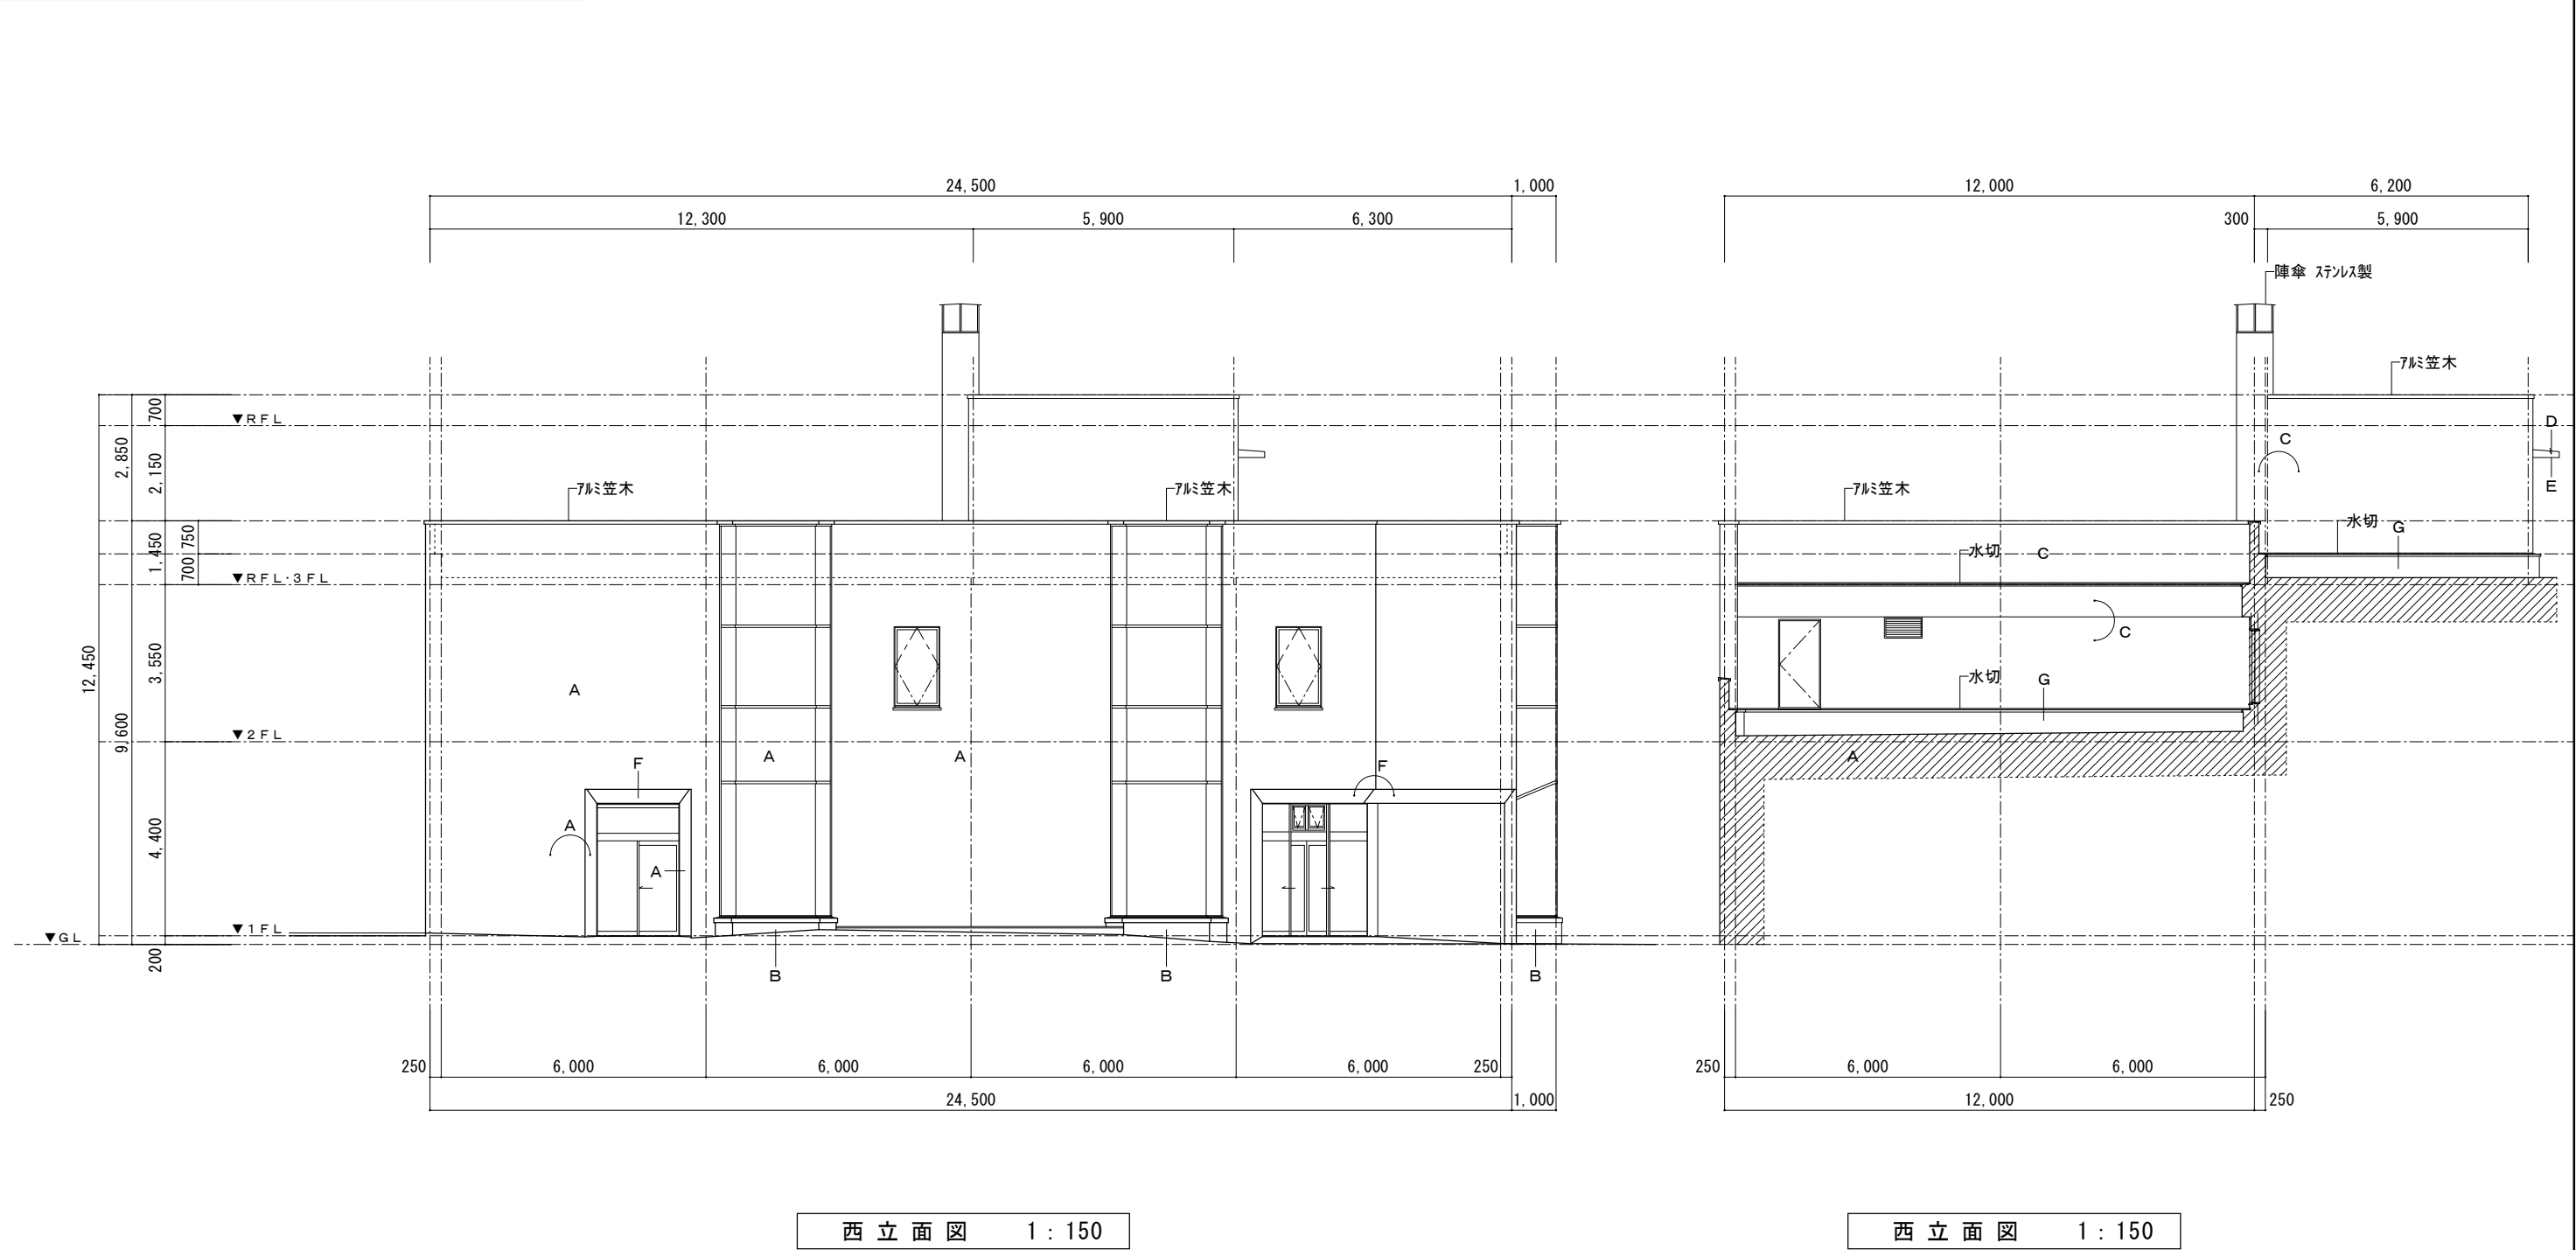 24,500
1,000
12,000
6,200
12,300
5,900
6,300
300
5,900
陣傘 ｽﾃﾝﾚｽ製
ｱﾙﾐ笠木
700
▼RFL
D
2,850
C
2,150
E
ｱﾙﾐ笠木
ｱﾙﾐ笠木
ｱﾙﾐ笠木
水切
G
750
1,450
水切
C
700
▼RFL･3FL
C
12,450
3,550
水切
G
A
9,600
▼2FL
A
A
A
F
F
4,400
A
A
▼1FL
▼GL
200
B
B
B
250
6,000
6,000
6,000
6,000
250
250
6,000
6,000
24,500
1,000
12,000
250
西立面図 1：150
西立面図 1：150